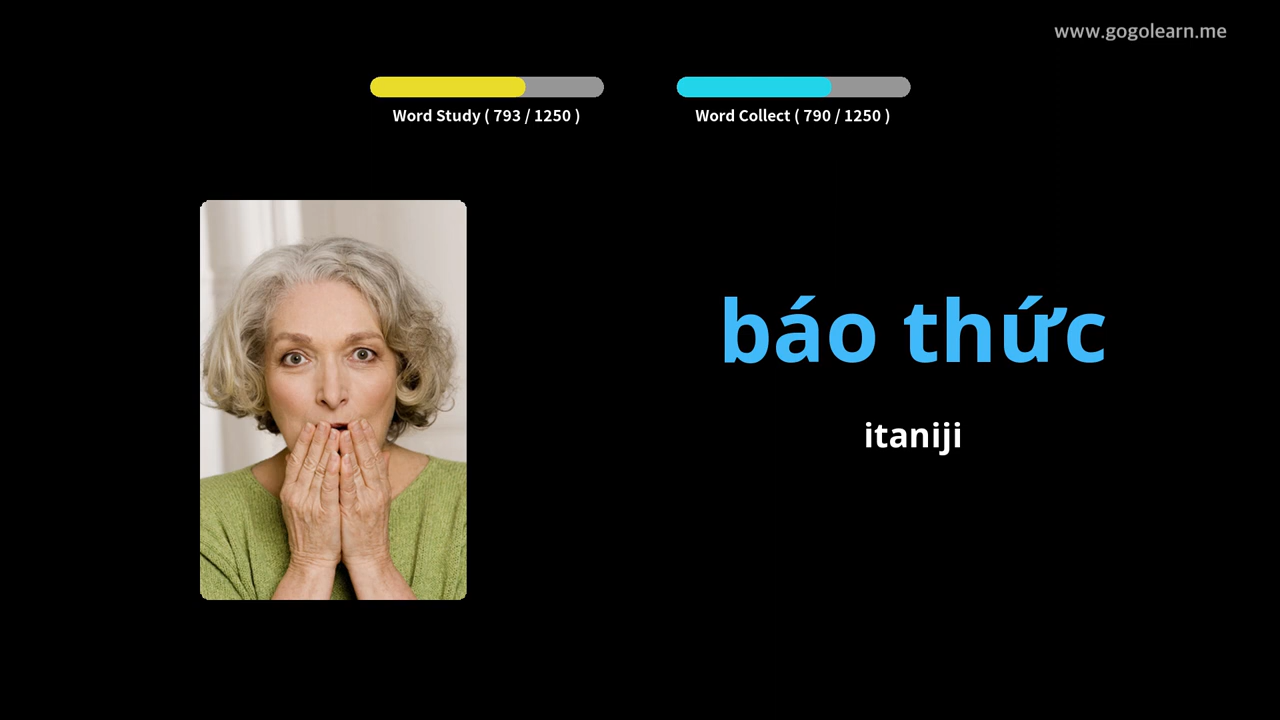 www.gogolearn.me
Word Study ( 793 / 1250 )
Word Collect ( 790 / 1250 )
báo thức
itaniji